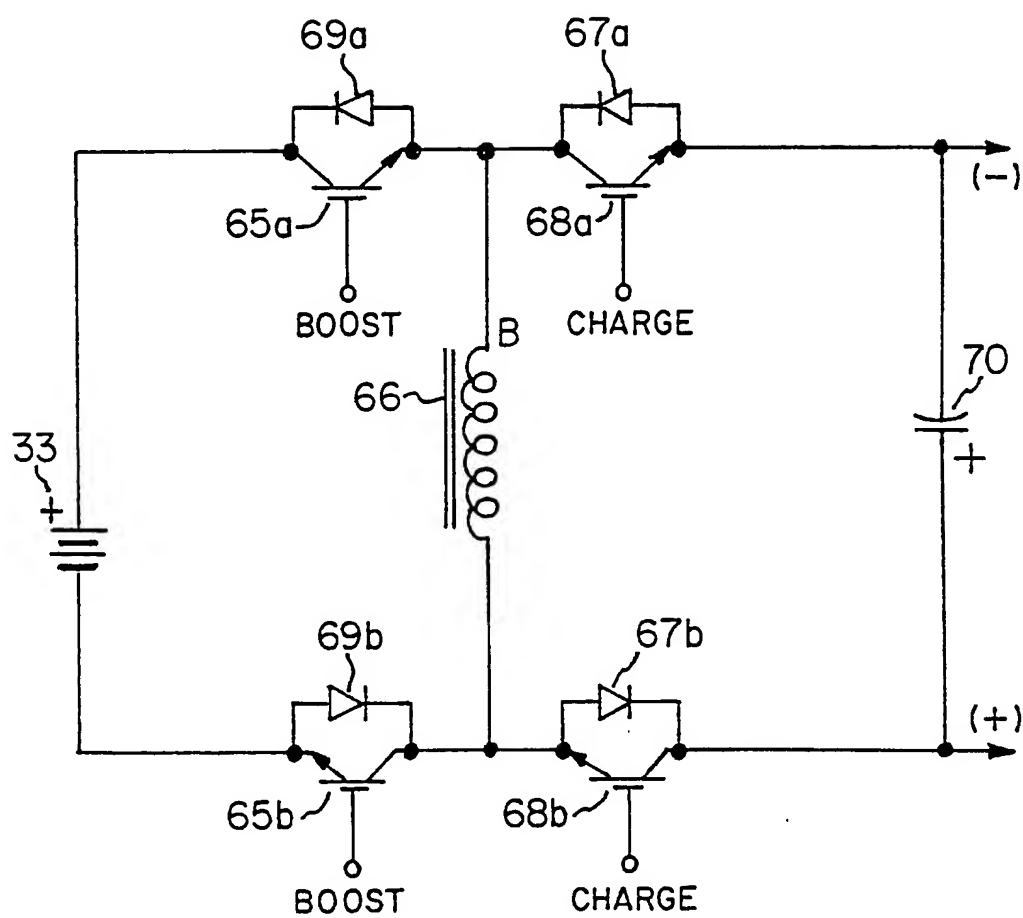 69a
67a
65a
68a
(-)
BOOST
CHARGE
B
66
70
+
33
+
69b
67b
(+)
65b
68b
BOOST
CHARGE